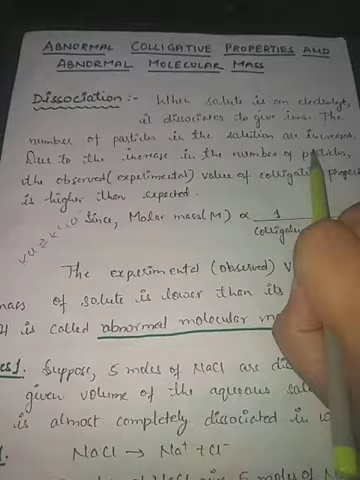 ABNORMAL COLLIGATIVE PROPERTIES AND
ABNORMAL MOLECULAR MASS
Dissociation :- When solute is an electrolyte,
it dissociates to give ions. The
number of particles in the solution are increased.
Due to the increase in the number of particles,
the observed (experimental) value of colligative
is higher than expected.
Since, Molar mass (M) ∝ 1
The experimental (observed)
of solute is lower than its
is called abnormal molecular
Suppose, 5 moles of NaCl are
given volume of the aqueous
is almost completely dissociated in
NaCl → Na⁺ + Cl⁻
5 moles of